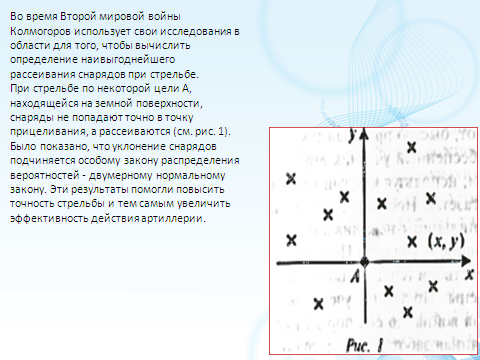 Во время Второй мировой войны
Колмогоров использует свои исследования в
области для того, чтобы вычислить
определение наивыгоднейшего
рассеивания снарядов при стрельбе.
При стрельбе по некоторой цели А,
находящейся на земной поверхности,
снаряды не попадают точно в точку
прицеливания, а рассеиваются (см. рис. 1).
Было показано, что уклонение снарядов
подчиняется особому закону распределения
вероятностей - двумерному нормальному
закону. Эти результаты помогли повысить
точность стрельбы и тем самым увеличить
эффективность действия артиллерии.
y
(x, y)
A
x
Рис. 1